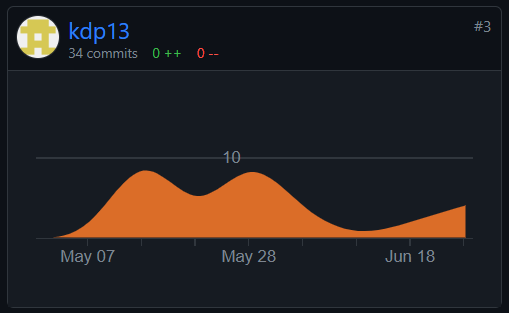 kdp13
#3
34 commits 0 ++ 0 --
10
May 07 May 28 Jun 18